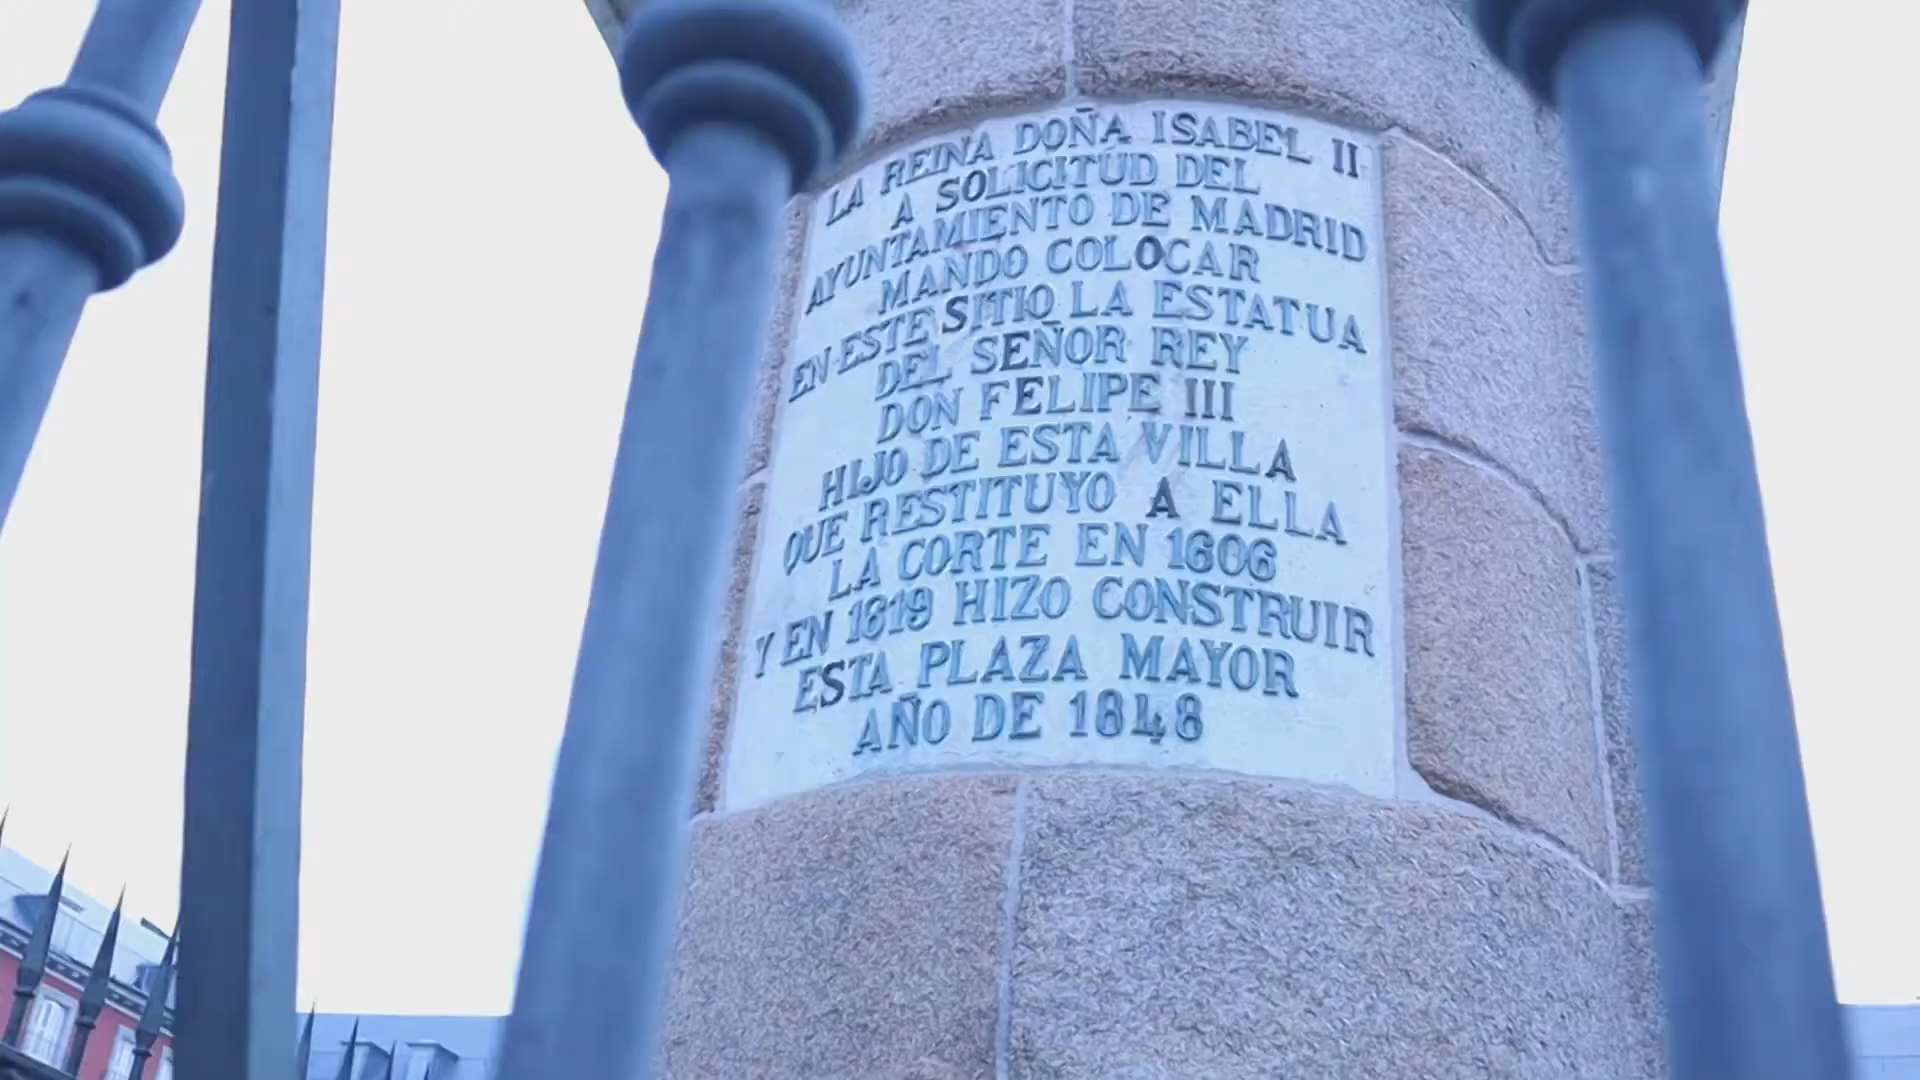 LA REINA DOÑA ISABEL II
A SOLICITUD DEL
AYUNTAMIENTO DE MADRID
MANDO COLOCAR
EN ESTE SITIO LA ESTATUA
DEL SEÑOR REY
DON FELIPE III
HIJO DE ESTA VILLA
QUE RESTITUYO A ELLA
LA CORTE EN 1606
Y EN 1619 HIZO CONSTRUIR
ESTA PLAZA MAYOR
AÑO DE 1848